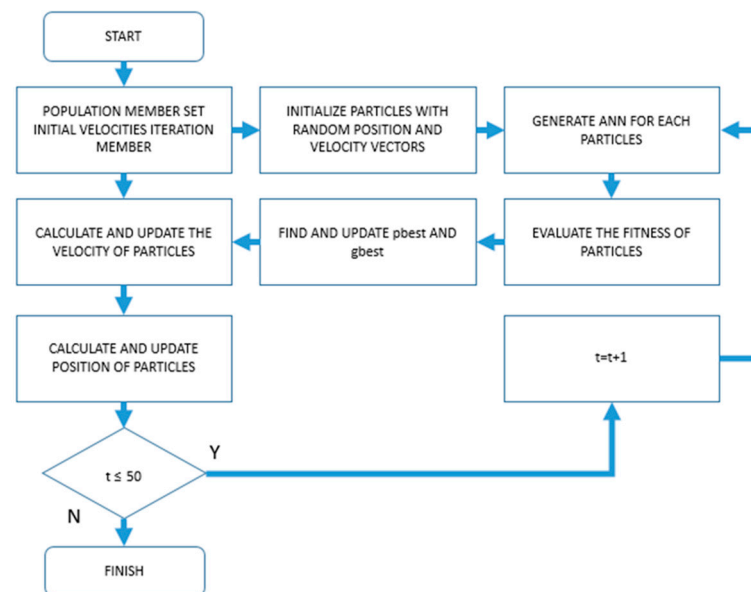 START
POPULATION MEMBER SET
INITIAL VELOCITIES ITERATION
MEMBER
INITIALIZE PARTICLES WITH
RANDOM POSITION AND
VELOCITY VECTORS
GENERATE ANN FOR EACH
PARTICLES
CALCULATE AND UPDATE THE
VELOCITY OF PARTICLES
FIND AND UPDATE pbest AND
gbest
EVALUATE THE FITNESS OF
PARTICLES
CALCULATE AND UPDATE
POSITION OF PARTICLES
t=t+1
t ≤ 50
Y
N
FINISH